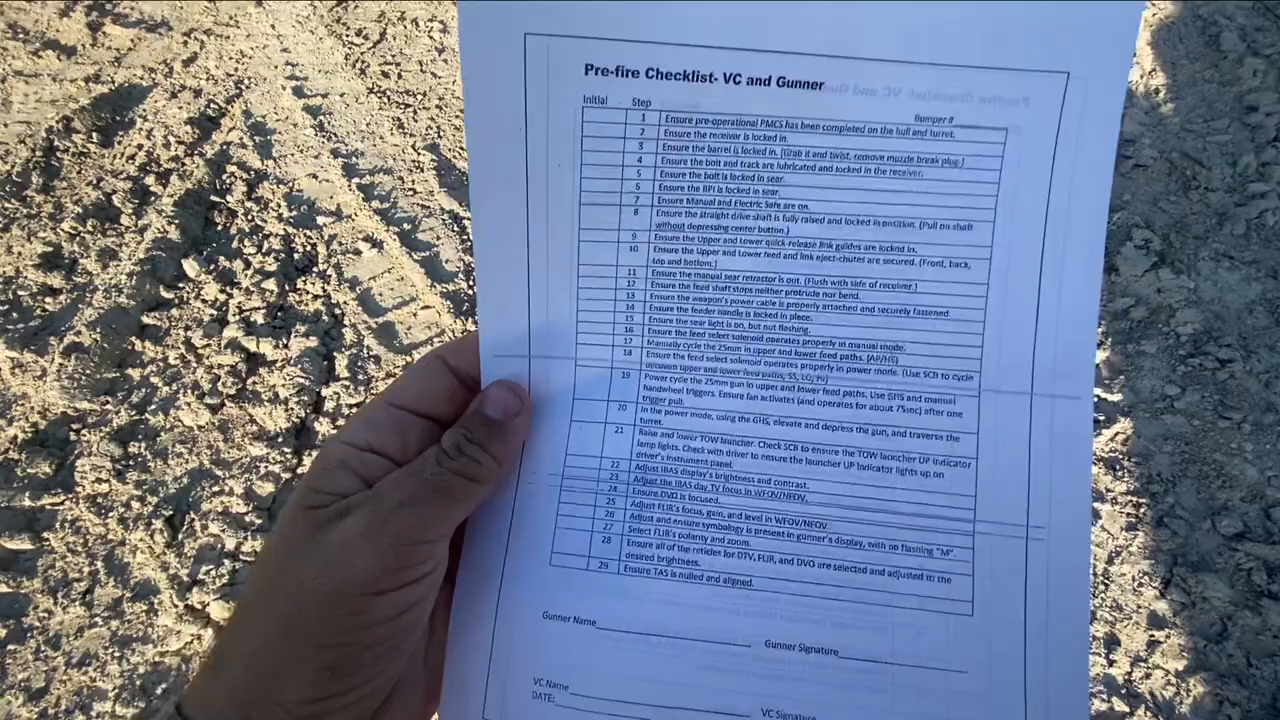 Pre-fire Checklist- VC and Gunner
Initial Step Bumper #
1 Ensure pre-operational PMCS has been completed on the hull and turret.
2 Ensure the receiver is locked in.
3 Ensure the barrel is locked in. (Grab it and twist, remove muzzle break plug.)
4 Ensure the bolt and track are lubricated and locked in the receiver.
5 Ensure the bolt is locked in sear.
6 Ensure the BPI is locked in sear.
7 Ensure Manual and Electric Safe are on.
8 Ensure the straight drive shaft is fully raised and locked in position. (Pull on shaft
without depressing center button.)
9 Ensure the Upper and Lower quick-release link guides are locked in.
10 Ensure the Upper and Lower feed and link eject-chutes are secured. (Front, back,
top and bottom.)
11 Ensure the manual sear retractor is out. (Flush with side of receiver.)
12 Ensure the feed shaft stops neither protrude nor bend.
13 Ensure the weapon's power cable is properly attached and securely fastened.
14 Ensure the feeder handle is locked in place.
15 Ensure the sear light is on, but not flashing.
16 Ensure the feed select solenoid operates properly in manual mode.
17 Manually cycle the 25mm in upper and lower feed paths. (AP/HE)
18 Ensure the feed select solenoid operates properly in power mode. (Use SCB to cycle
between upper and lower feed paths, SS, LO, HI)
19 Power cycle the 25mm gun in upper and lower feed paths. Use GHS and manual
handwheel triggers. Ensure fan activates (and operates for about 75sec) after one
trigger pull.
20 In the power mode, using the GHS, elevate and depress the gun, and traverse the
turret.
21 Raise and lower TOW launcher. Check SCB to ensure the TOW launcher UP indicator
lamp lights. Check with driver to ensure the launcher UP Indicator lights up on
driver's instrument panel.
22 Adjust IBAS display's brightness and contrast.
23 Adjust the IBAS day TV focus in WFOV/NFOV.
24 Ensure DVO is focused.
25 Adjust FLIR's focus, gain, and level in WFOV/NFOV.
26 Adjust and ensure symbology is present in gunner's display, with no flashing "M".
27 Select FLIR's polarity and zoom.
28 Ensure all of the reticles for DTV, FLIR, and DVO are selected and adjusted to the
desired brightness.
29 Ensure TAS is nulled and aligned.
Gunner Name Gunner Signature
VC Name VC Signature
DATE: